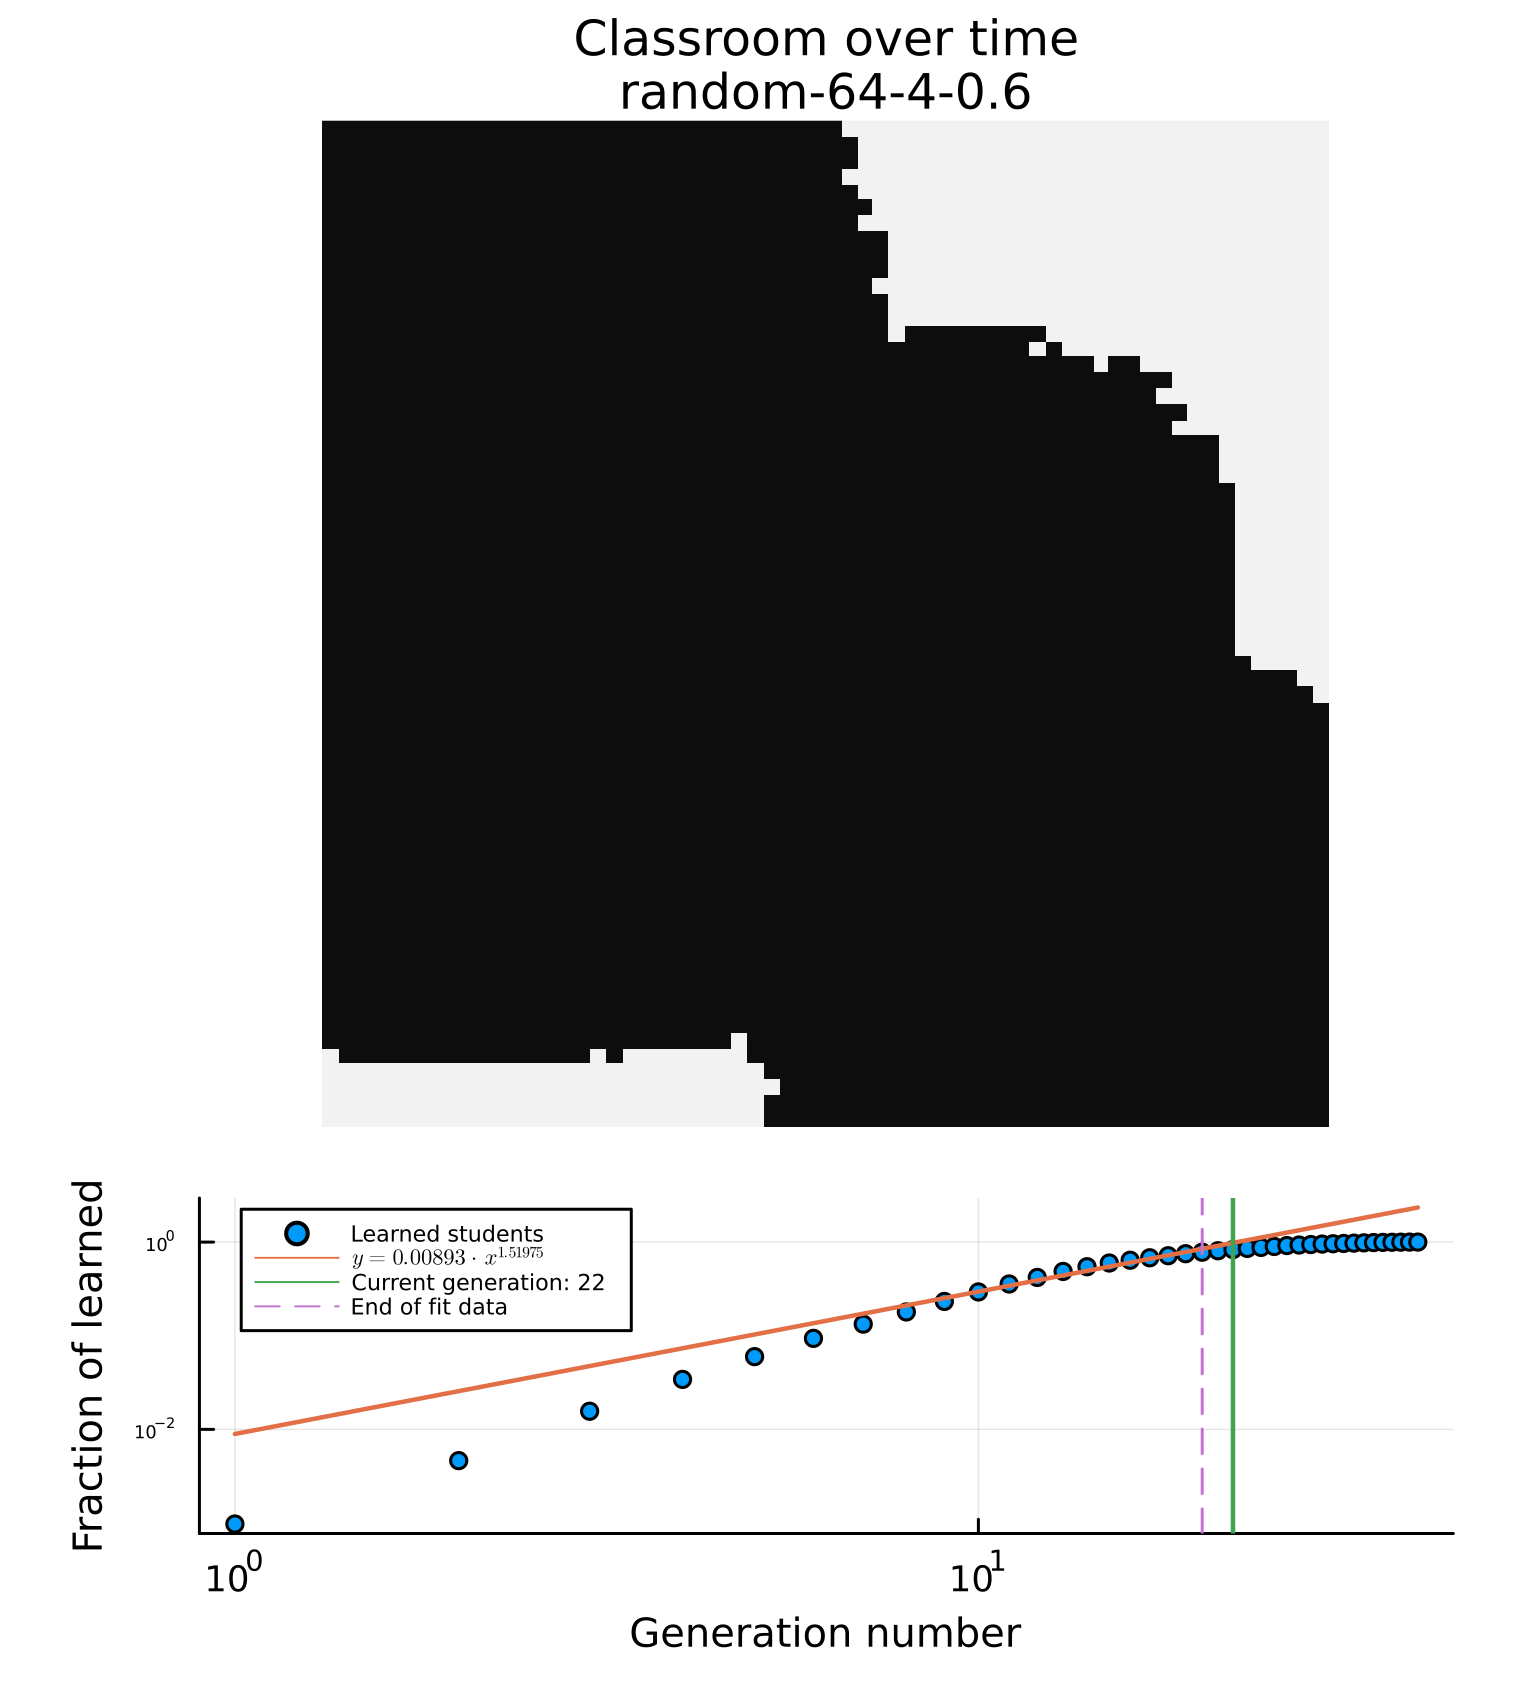 Classroom over time
random-64-4-0.6
Fraction of learned
10^0
10^-2
Learned students
y = 0.00893 · x^1.51975
Current generation: 22
End of fit data
10^0
10^1
Generation number